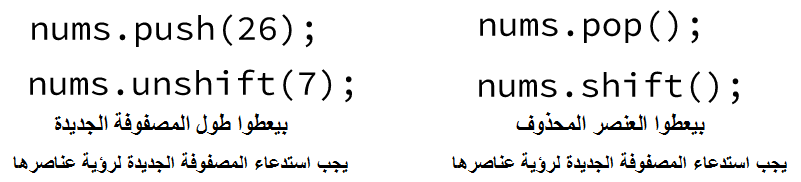 nums.push(26);
nums.unshift(7);
بيعطوا طول المصفوفة الجديدة
يجب استدعاء المصفوفة الجديدة لرؤية عناصرها
nums.pop();
nums.shift();
بيعطوا العنصر المحذوف
يجب استدعاء المصفوفة الجديدة لرؤية عناصرها